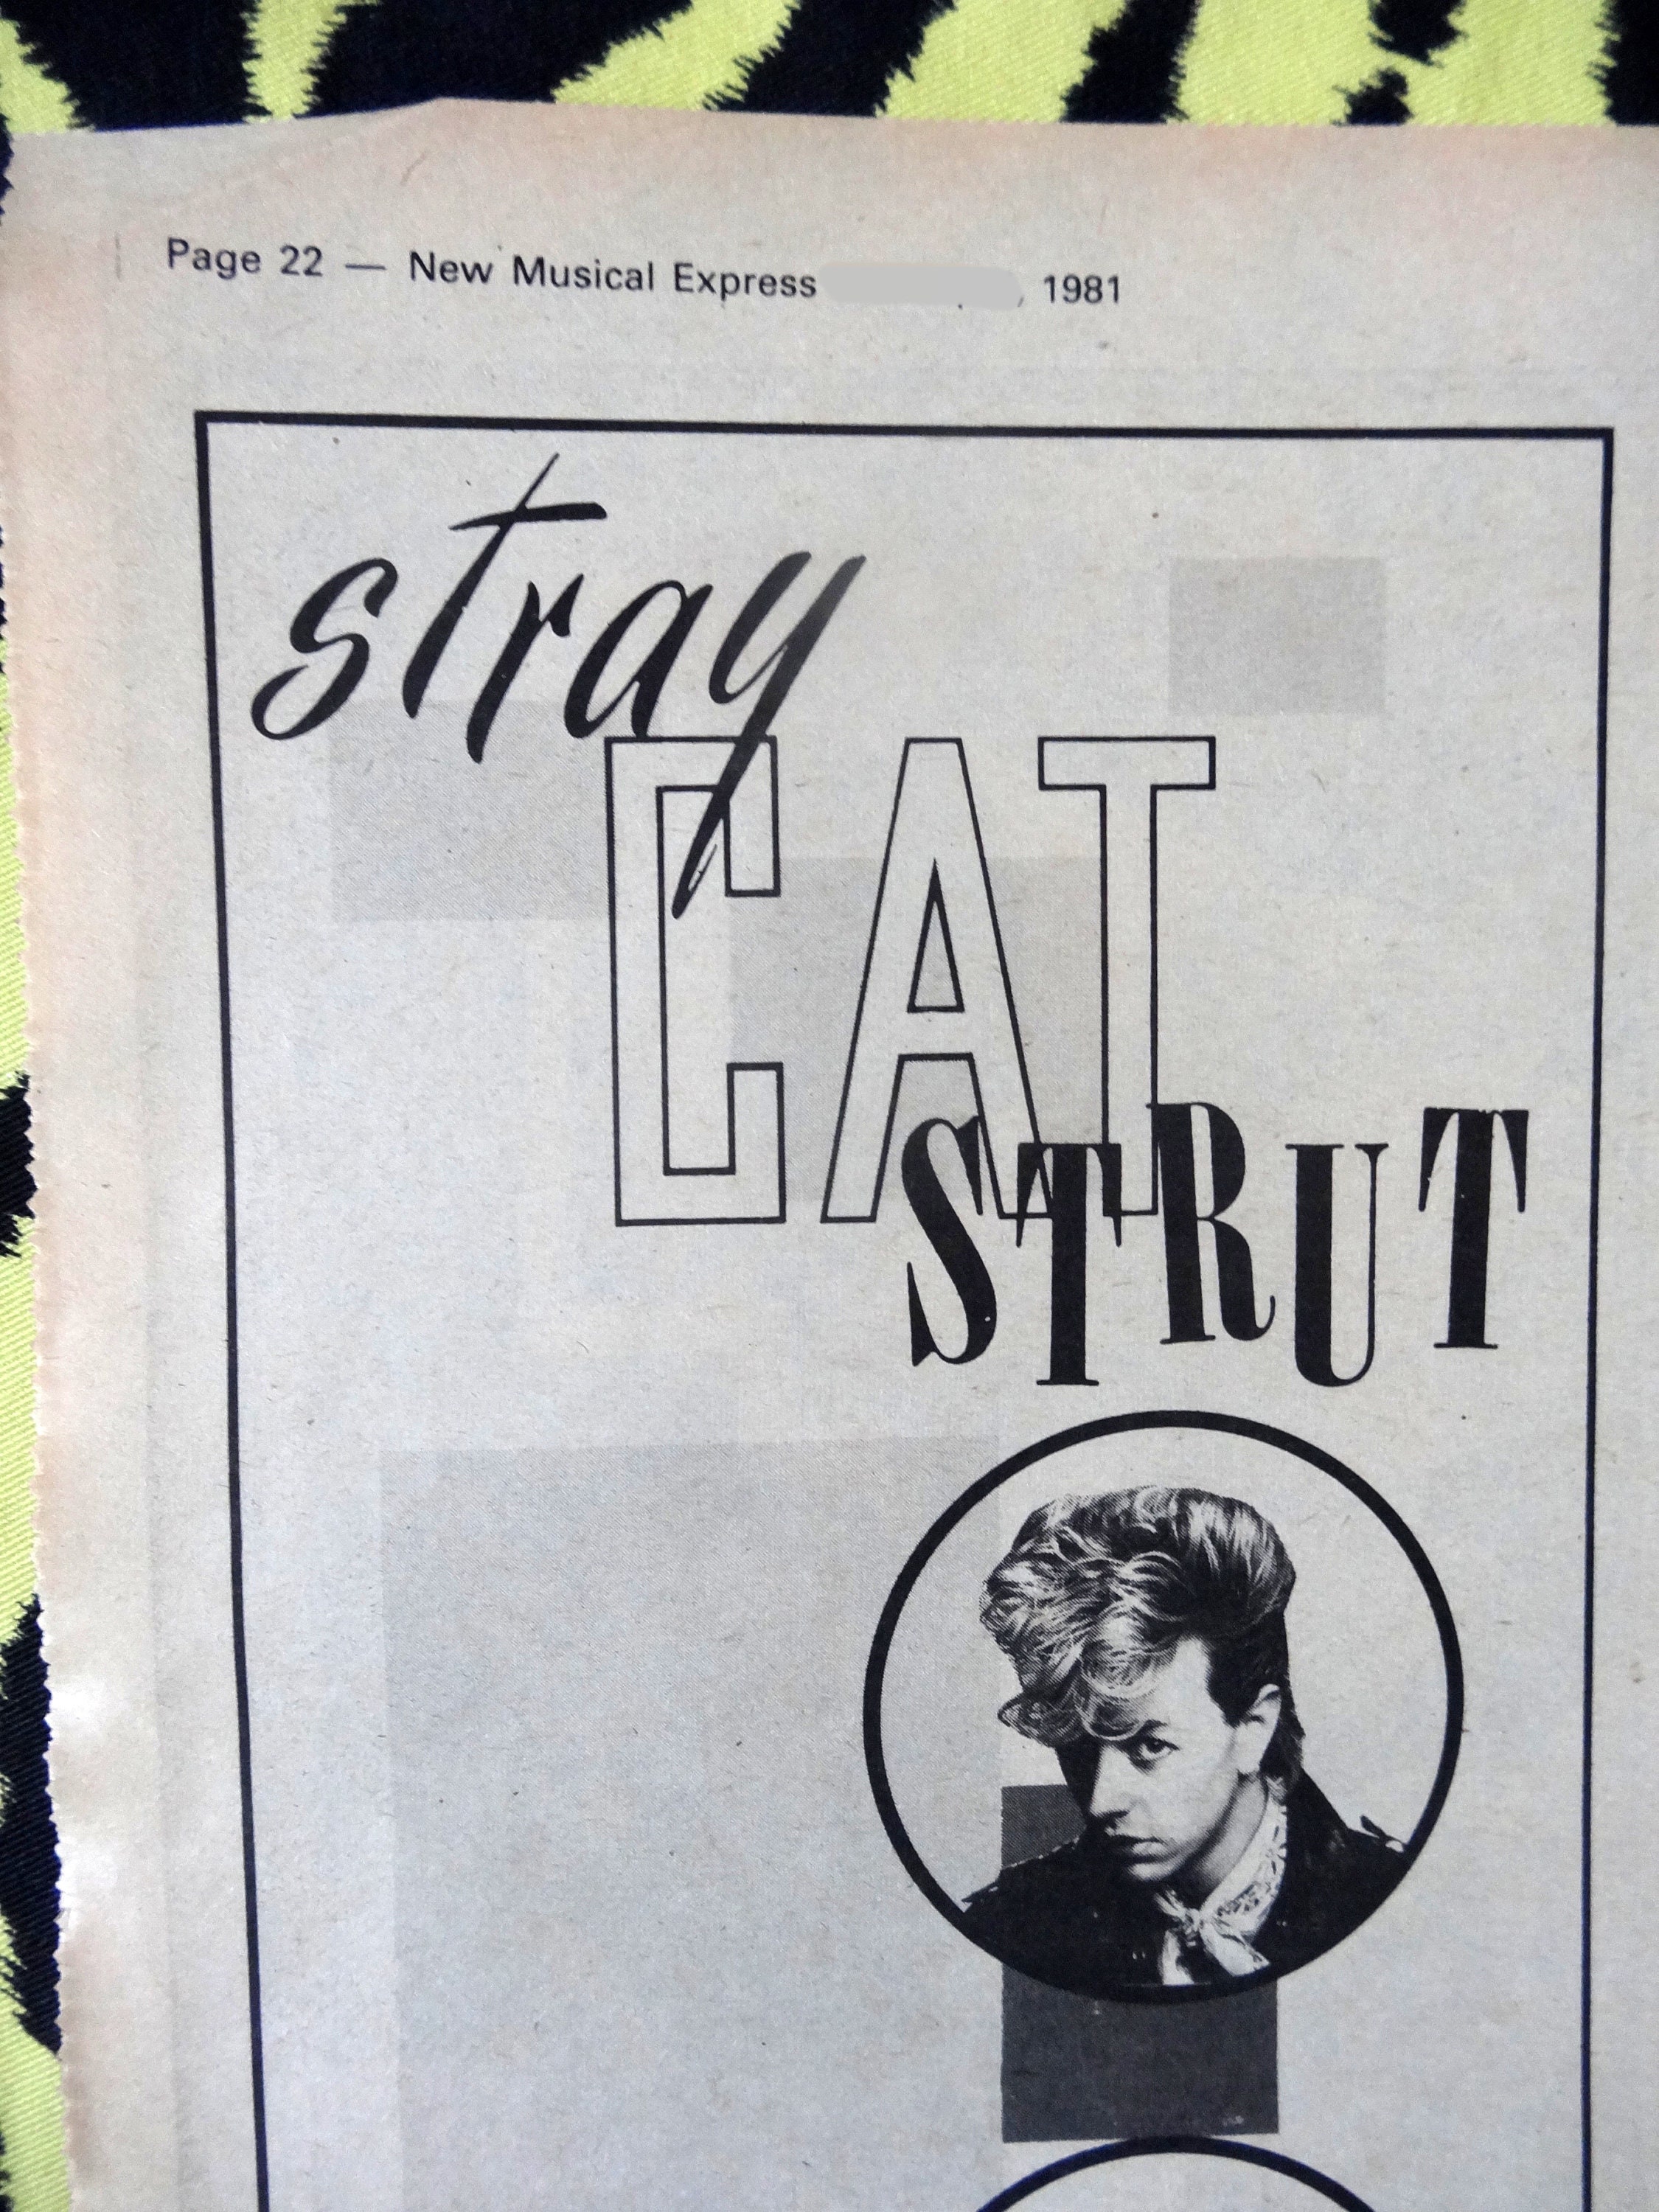 Page 22 — New Musical Express , 1981
stray
CAT
STRUT